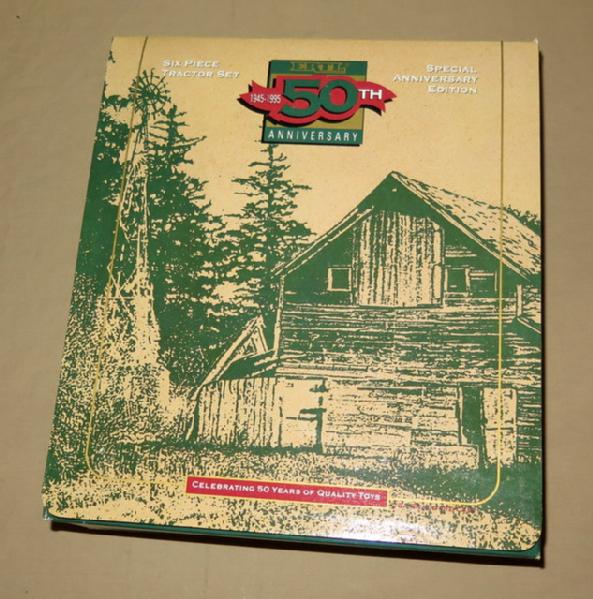 SIX PIECE
TRACTOR SET
ERTL
1945-1995
50TH
ANNIVERSARY
SPECIAL
ANNIVERSARY
EDITION
CELEBRATING 50 YEARS OF QUALITY TOYS